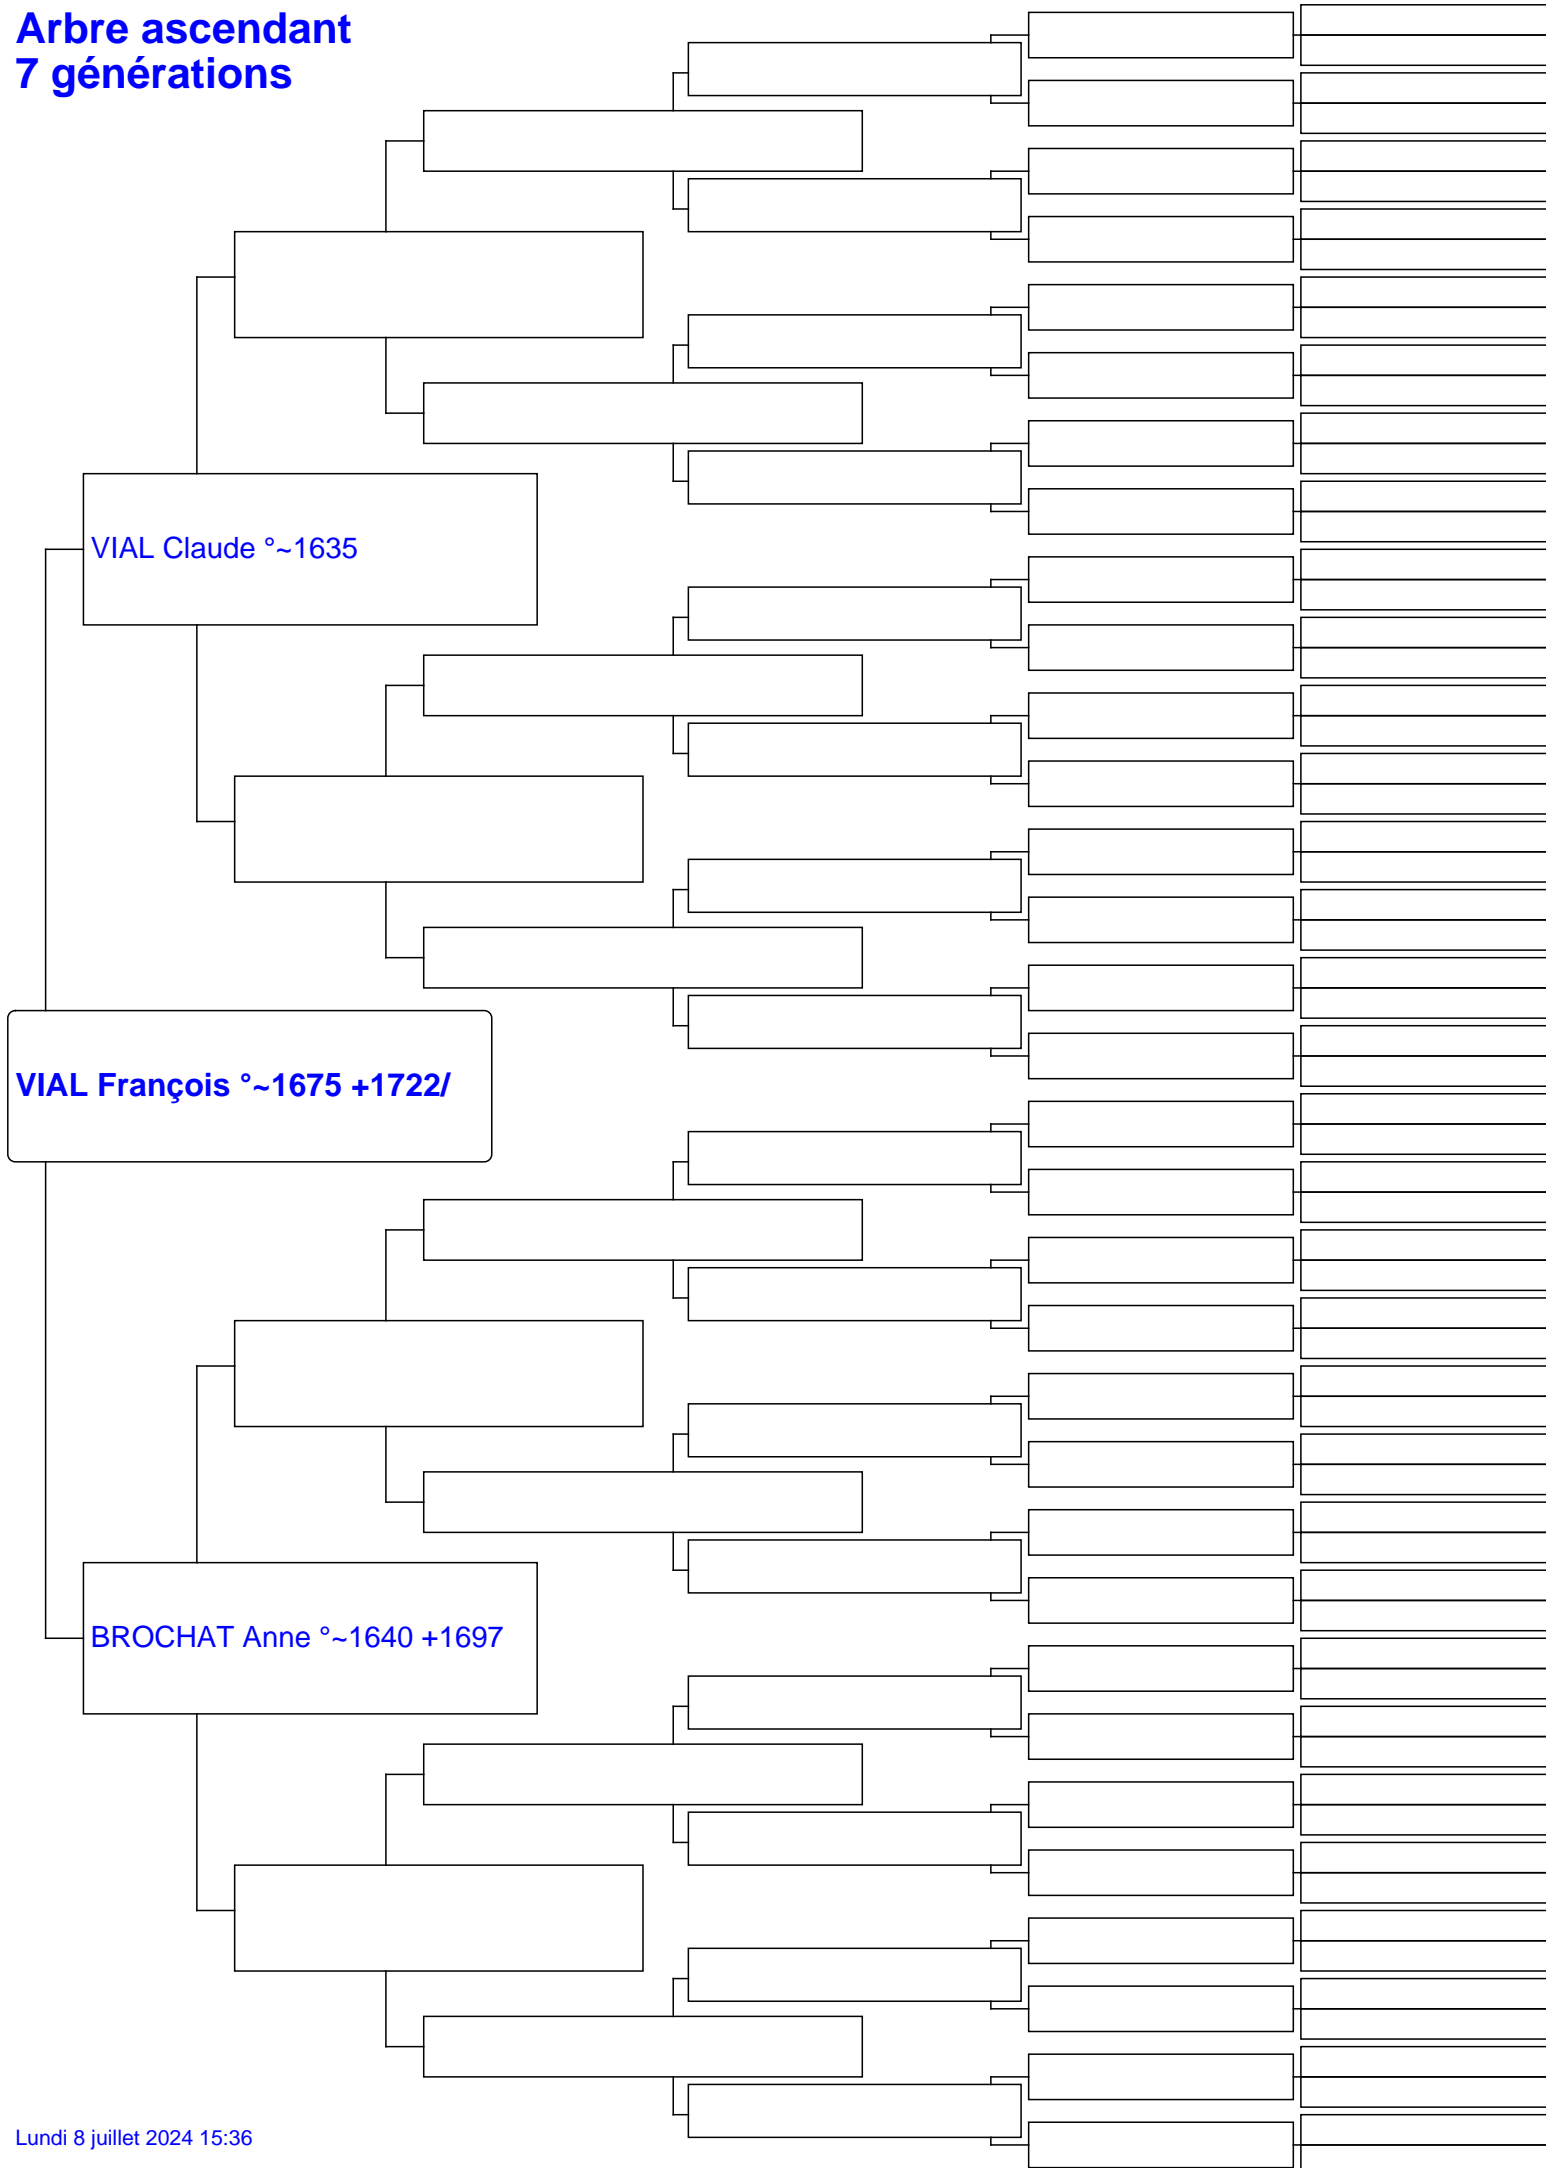 Arbre ascendant
7 générations
VIAL Claude °~1635
VIAL François °~1675 +1722/
BROCHAT Anne °~1640 +1697
Lundi 8 juillet 2024 15:36